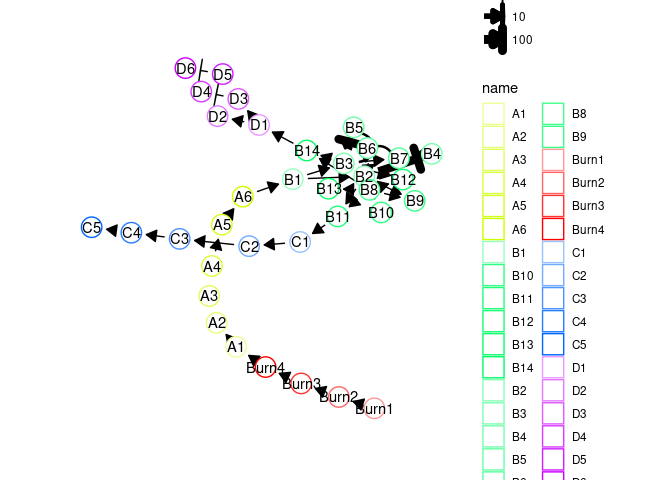 10
100
name
A1 B8
A2 B9
A3 Burn1
A4 Burn2
A5 Burn3
A6 Burn4
B1 C1
B10 C2
B11 C3
B12 C4
B13 C5
B14 D1
B2 D2
B3 D3
B4 D4
B5 D5
D6
D5
D4
D3
D2
D1
B14
B5
B6
B3
B7
B4
B1
B2
B12
B13
B8
B9
B10
B11
A6
A5
C5
C4
C3
C2
C1
A4
A3
A2
A1
Burn4
Burn3
Burn2
Burn1